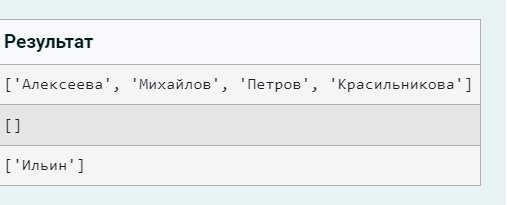 Результат
['Алексеева', 'Михайлов', 'Петров', 'Красильникова']
[]
['Ильин']